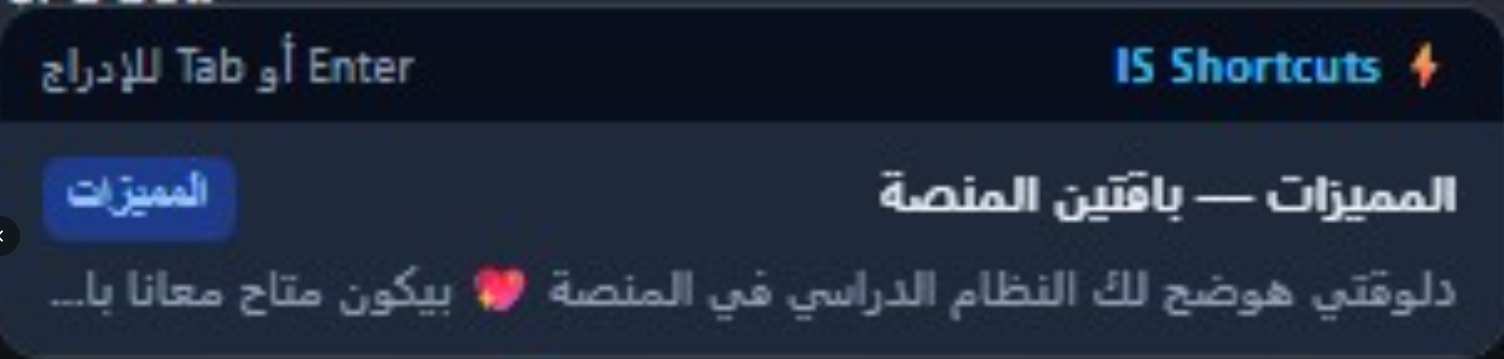 ⚡ IS Shortcuts
Enter أو Tab للإدراج
المميزات — باقتين المنصة
المميزات
دلوقتي هوضح لك النظام الدراسي في المنصة 💖 بيكون متاح معانا با...